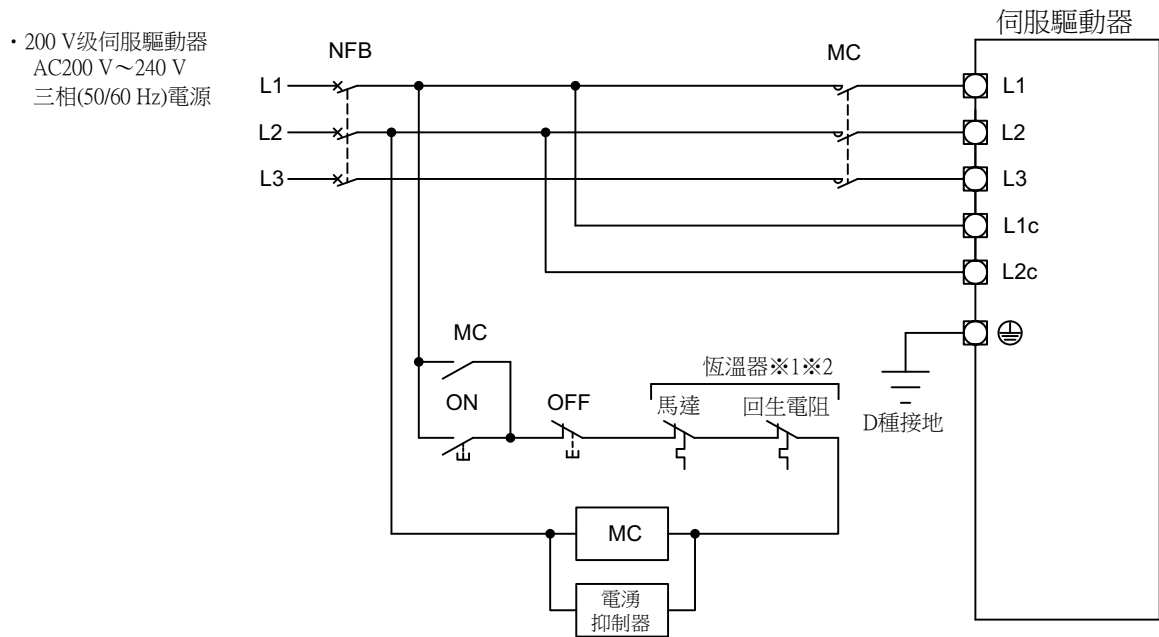 伺服驅動器
・200 V级伺服驅動器
AC200 V～240 V
三相(50/60 Hz)電源
NFB
MC
L1
L1
L2
L2
L3
L3
L1c
L2c
MC
恆溫器※1※2
ON
OFF
馬達
回生電阻
D種接地
MC
電湧
抑制器